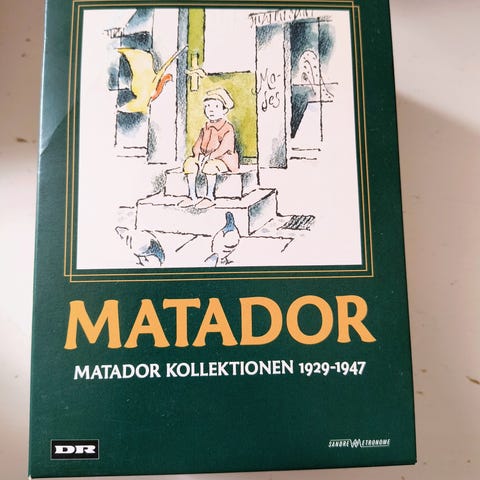 Mo-
des
MATADOR
MATADOR KOLLEKTIONEN 1929-1947
DR
SANDREW METRONOME